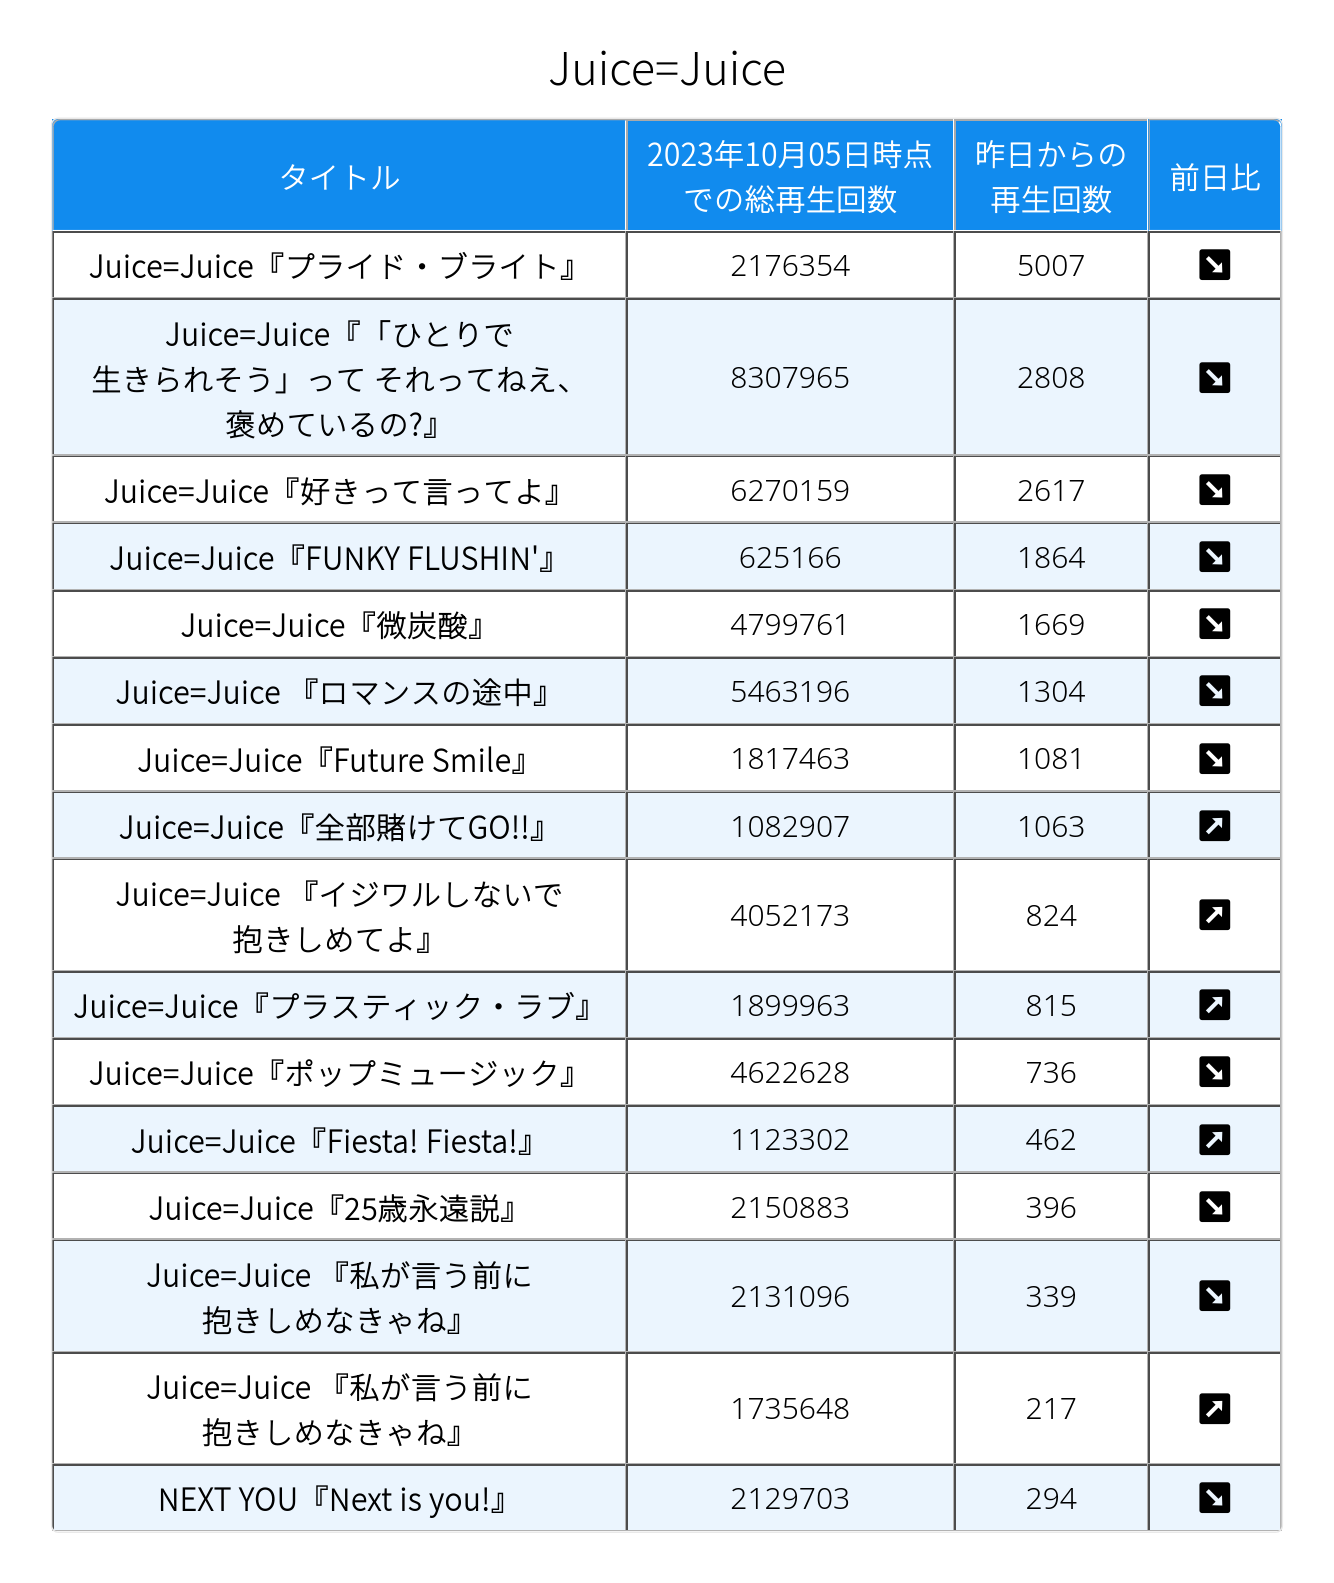 Juice=Juice
タイトル
2023年10月05日時点
での総再生回数
昨日からの
再生回数
前日比
Juice=Juice『プライド・ブライト』 2176354 5007 ↘
Juice=Juice『「ひとりで
生きられそう」って それってねえ、
褒めているの?』 8307965 2808 ↘
Juice=Juice『好きって言ってよ』 6270159 2617 ↘
Juice=Juice『FUNKY FLUSHIN'』 625166 1864 ↘
Juice=Juice『微炭酸』 4799761 1669 ↘
Juice=Juice 『ロマンスの途中』 5463196 1304 ↘
Juice=Juice『Future Smile』 1817463 1081 ↘
Juice=Juice『全部賭けてGO!!』 1082907 1063 ↗
Juice=Juice 『イジワルしないで
抱きしめてよ』 4052173 824 ↗
Juice=Juice『プラスティック・ラブ』 1899963 815 ↗
Juice=Juice『ポップミュージック』 4622628 736 ↘
Juice=Juice『Fiesta! Fiesta!』 1123302 462 ↗
Juice=Juice『25歳永遠説』 2150883 396 ↘
Juice=Juice 『私が言う前に
抱きしめなきゃね』 2131096 339 ↘
Juice=Juice 『私が言う前に
抱きしめなきゃね』 1735648 217 ↗
NEXT YOU『Next is you!』 2129703 294 ↘